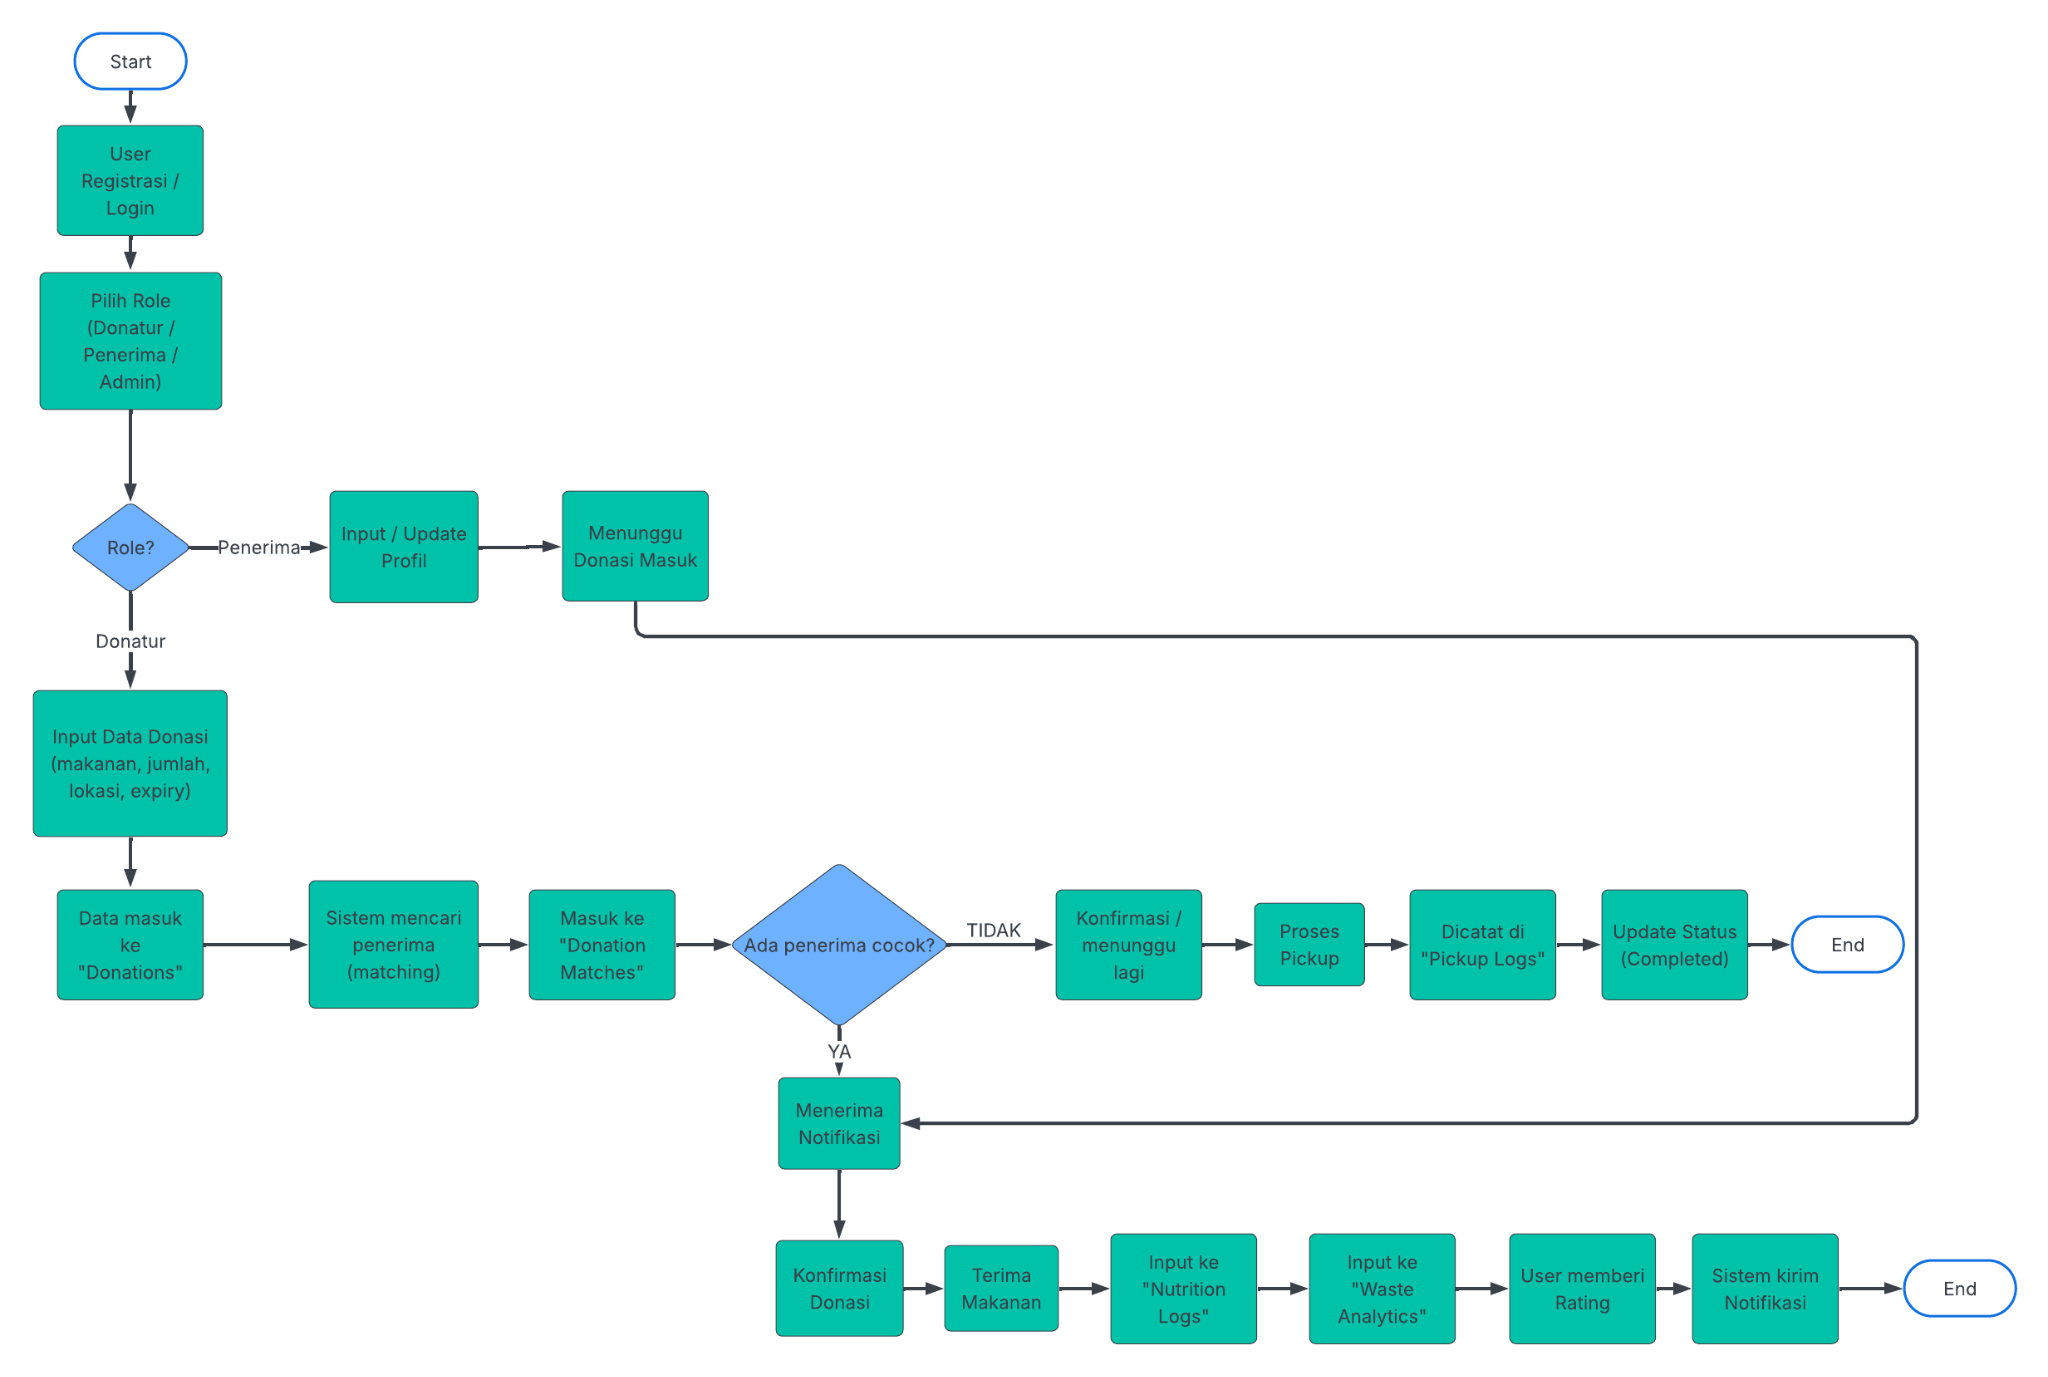 Start
User
Registrasi /
Login
Pilih Role
(Donatur /
Penerima /
Admin)
Role?
Penerima
Input / Update
Profil
Menunggu
Donasi Masuk
Donatur
Input Data Donasi
(makanan, jumlah,
lokasi, expiry)
Data masuk
ke
"Donations"
Sistem mencari
penerima
(matching)
Masuk ke
"Donation
Matches"
Ada penerima cocok?
TIDAK
Konfirmasi /
menunggu
lagi
Proses
Pickup
Dicatat di
"Pickup Logs"
Update Status
(Completed)
End
YA
Menerima
Notifikasi
Konfirmasi
Donasi
Terima
Makanan
Input ke
"Nutrition
Logs"
Input ke
"Waste
Analytics"
User memberi
Rating
Sistem kirim
Notifikasi
End